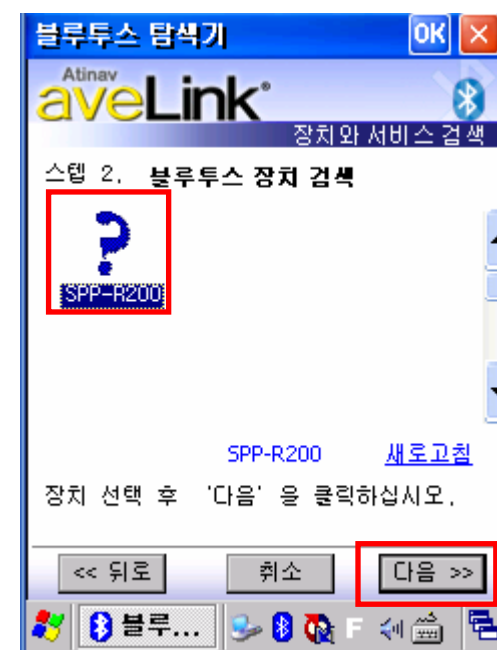 블루투스 탐색기 OK
Atinav
aveLink®
장치와 서비스 검색
스텝 2. 블루투스 장치 검색
SPP-R200
SPP-R200 새로고침
장치 선택 후 '다음' 을 클릭하십시오.
<< 뒤로 취소 다음 >>
블루... F